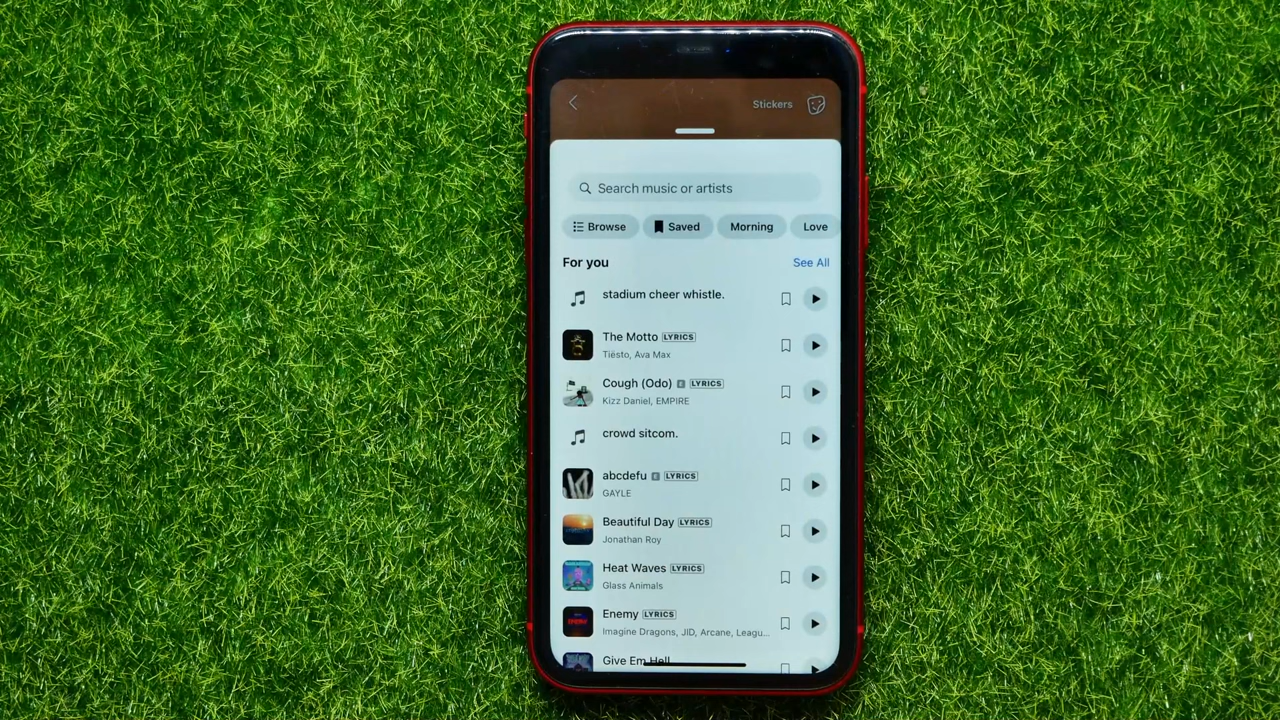 Stickers
Search music or artists
Browse Saved Morning Love
For you See All
stadium cheer whistle.
The Motto LYRICS
Tiësto, Ava Max
Cough (Odo) E LYRICS
Kizz Daniel, EMPIRE
crowd sitcom.
abcdefu E LYRICS
GAYLE
Beautiful Day LYRICS
Jonathan Roy
Heat Waves LYRICS
Glass Animals
Enemy LYRICS
Imagine Dragons, JID, Arcane, Leagu...
Give Em Hell